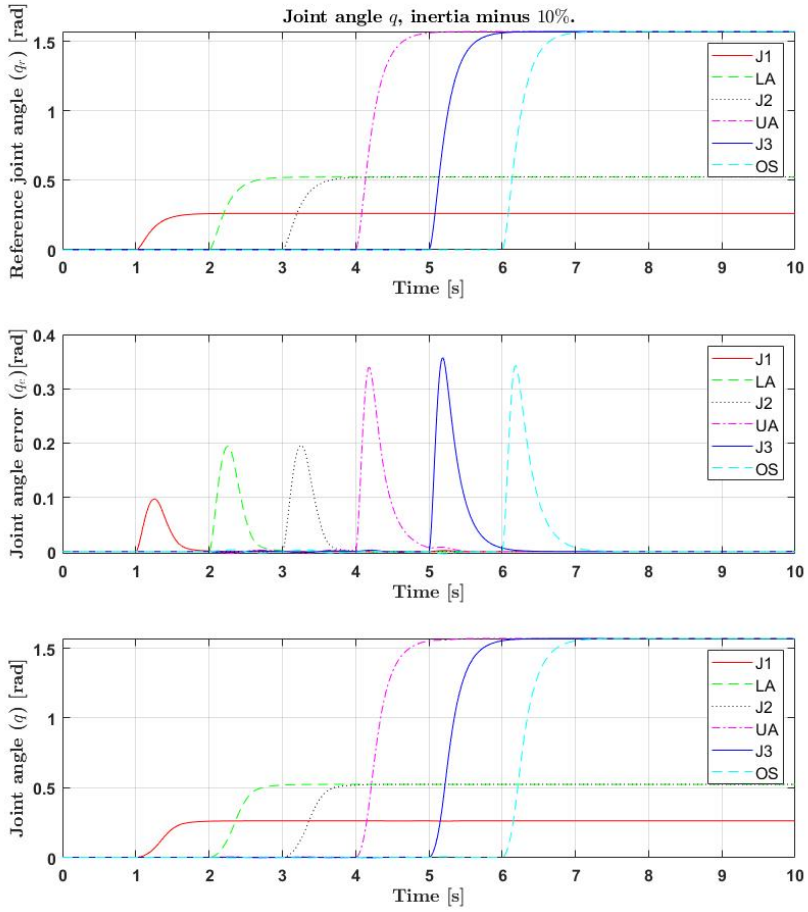 Joint angle q, inertia minus 10%.
Reference joint angle (qr) [rad]
1.5
1
0.5
0
0 1 2 3 4 5 6 7 8 9 10
Time [s]
J1
LA
J2
UA
J3
OS
Joint angle error (qe)[rad]
0.4
0.3
0.2
0.1
0
0 1 2 3 4 5 6 7 8 9 10
Time [s]
J1
LA
J2
UA
J3
OS
Joint angle (q) [rad]
1.5
1
0.5
0
0 1 2 3 4 5 6 7 8 9 10
Time [s]
J1
LA
J2
UA
J3
OS